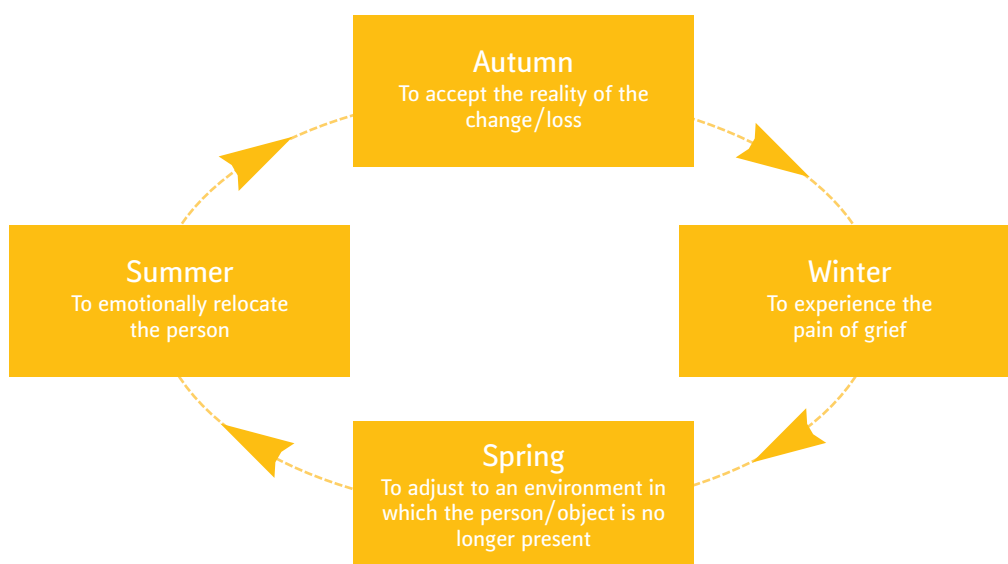 Autumn
To accept the reality of the
change/loss
Summer
To emotionally relocate
the person
Winter
To experience the
pain of grief
Spring
To adjust to an environment in
which the person/object is no
longer present